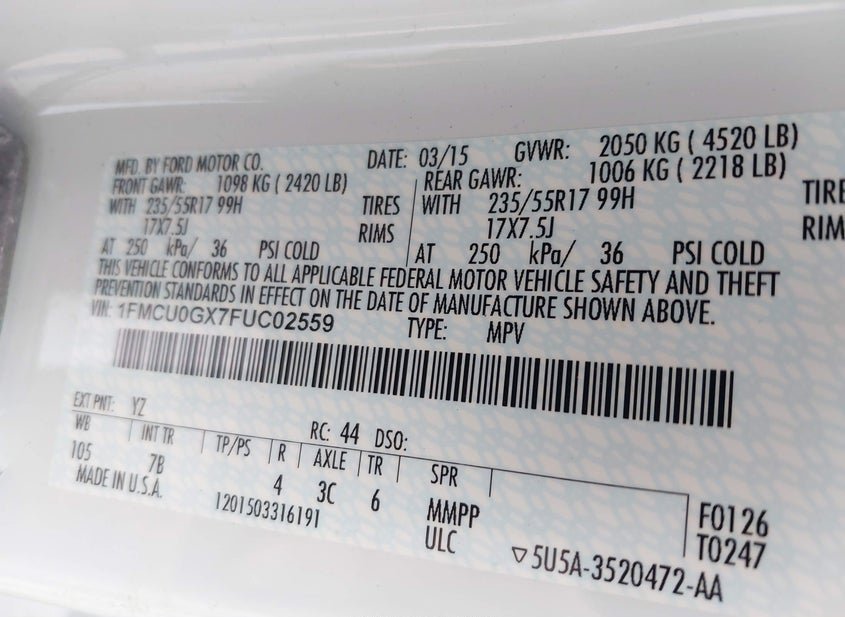 MFD. BY FORD MOTOR CO. DATE: 03/15 GVWR: 2050 KG ( 4520 LB)
FRONT GAWR: 1098 KG ( 2420 LB) REAR GAWR: 1006 KG ( 2218 LB)
WITH 235/55R17 99H TIRES WITH 235/55R17 99H TIRE
17X7.5J RIMS 17X7.5J RIM
AT 250 kPa/ 36 PSI COLD AT 250 kPa/ 36 PSI COLD
THIS VEHICLE CONFORMS TO ALL APPLICABLE FEDERAL MOTOR VEHICLE SAFETY AND THEFT
PREVENTION STANDARDS IN EFFECT ON THE DATE OF MANUFACTURE SHOWN ABOVE.
VIN: 1FMCU0GX7FUC02559 TYPE: MPV
EXT PNT: YZ RC: 44 DSO:
WB INT TR TP/PS R AXLE TR SPR
105 7B 4 3C 6 MMPP F0126
MADE IN U.S.A. 1201503316191 ULC T0247
▽5U5A-3520472-AA